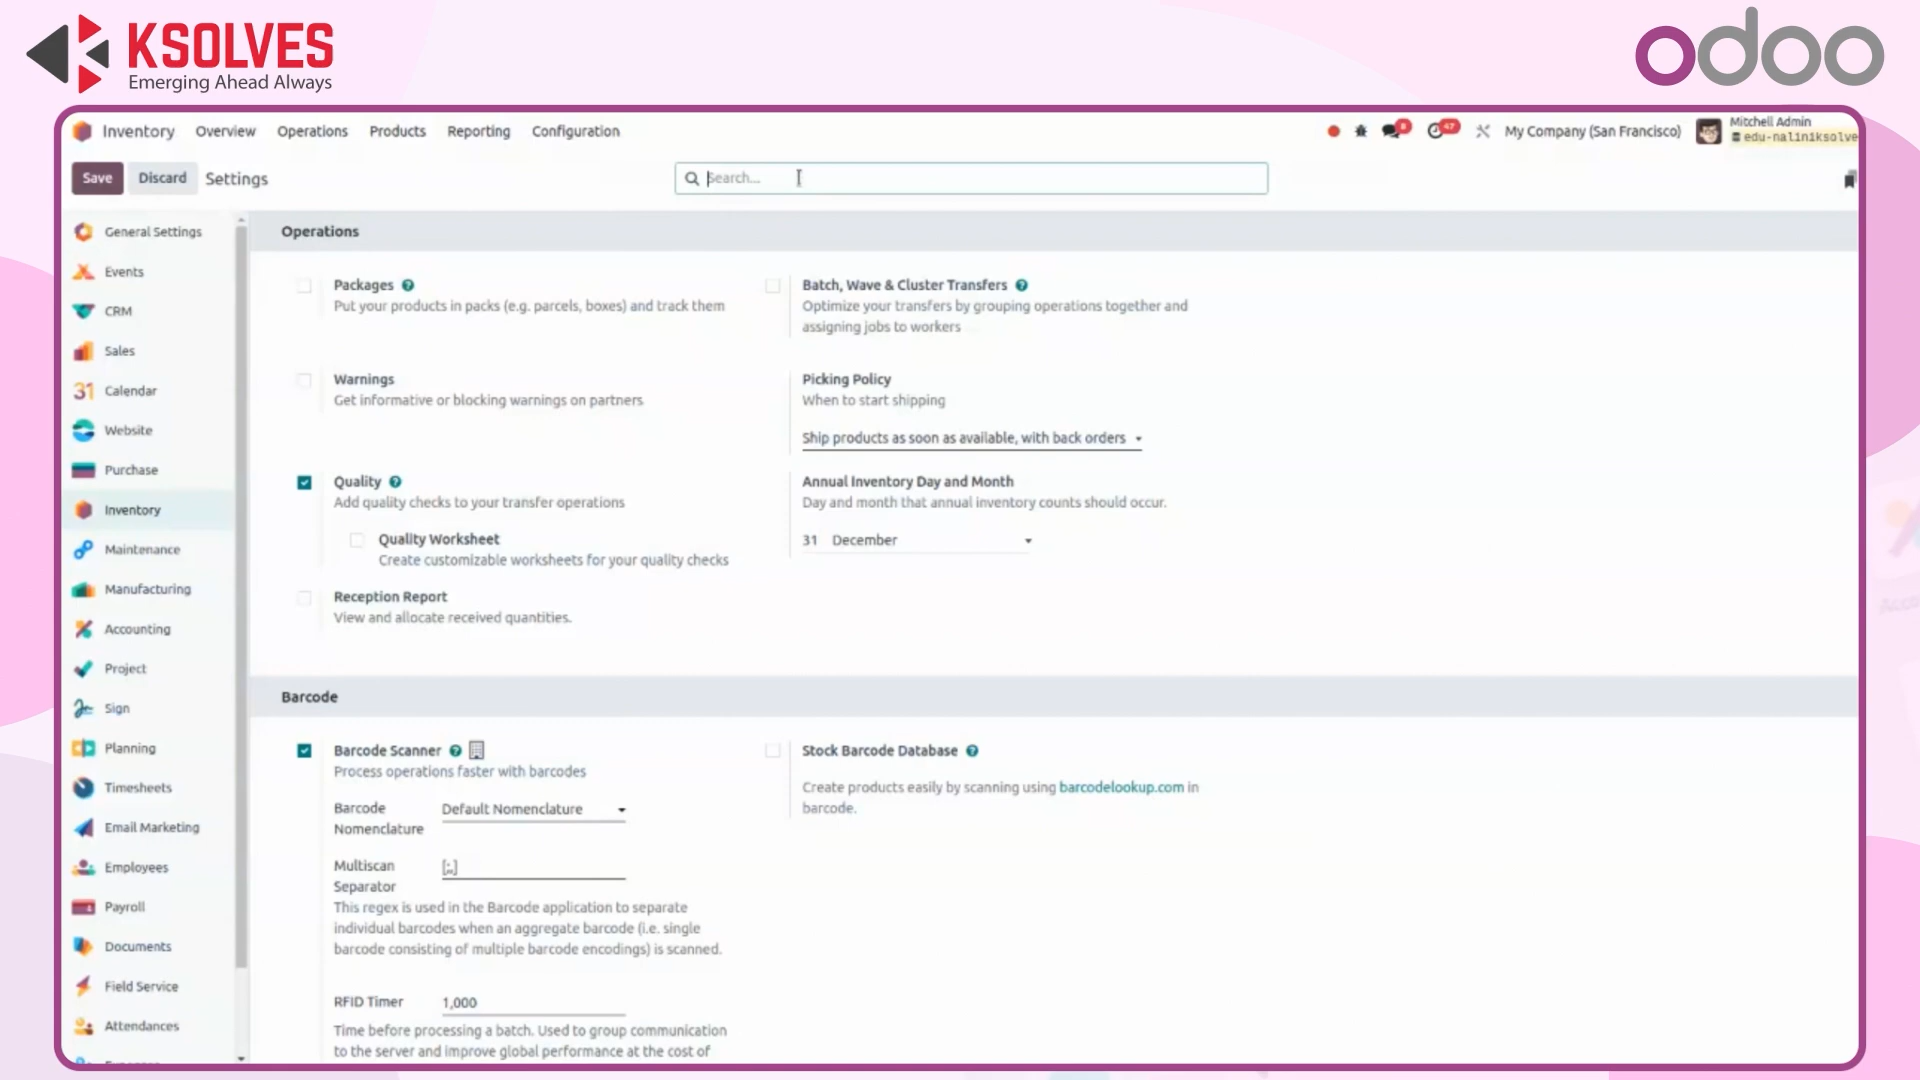 KSOLVES
Emerging Ahead Always
odoo
Inventory Overview Operations Products Reporting Configuration
8
47
My Company (San Francisco)
Mitchell Admin
edu-naliniksolve
Save Discard Settings
Search...
General Settings
Events
CRM
Sales
31 Calendar
Website
Purchase
Inventory
Maintenance
Manufacturing
Accounting
Project
Sign
Planning
Timesheets
Email Marketing
Employees
Payroll
Documents
Field Service
Attendances
Operations
Packages ?
Put your products in packs (e.g. parcels, boxes) and track them
Batch, Wave & Cluster Transfers ?
Optimize your transfers by grouping operations together and
assigning jobs to workers
Warnings
Get informative or blocking warnings on partners
Picking Policy
When to start shipping
Ship products as soon as available, with back orders
Quality ?
Add quality checks to your transfer operations
Quality Worksheet
Create customizable worksheets for your quality checks
Annual Inventory Day and Month
Day and month that annual inventory counts should occur.
31 December
Reception Report
View and allocate received quantities.
Barcode
Barcode Scanner ?
Process operations faster with barcodes
Barcode
Nomenclature
Default Nomenclature
Multiscan
Separator
This regex is used in the Barcode application to separate
individual barcodes when an aggregate barcode (i.e. single
barcode consisting of multiple barcode encodings) is scanned.
RFID Timer 1,000
Time before processing a batch. Used to group communication
to the server and improve global performance at the cost of
Stock Barcode Database ?
Create products easily by scanning using barcodelookup.com in
barcode.